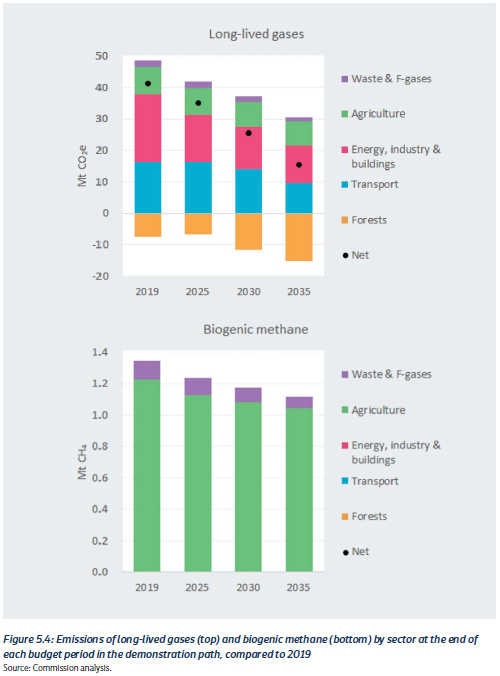 Long-lived gases
50
40
30
20
10
0
-10
-20
Mt CO₂e
2019 2025 2030 2035
Waste & F-gases
Agriculture
Energy, industry &
buildings
Transport
Forests
Net
Biogenic methane
1.4
1.2
1.0
0.8
0.6
0.4
0.2
0.0
Mt CH₄
2019 2025 2030 2035
Waste & F-gases
Agriculture
Energy, industry &
buildings
Transport
Forests
Net
Figure 5.4: Emissions of long-lived gases (top) and biogenic methane (bottom) by sector at the end of
each budget period in the demonstration path, compared to 2019
Source: Commission analysis.